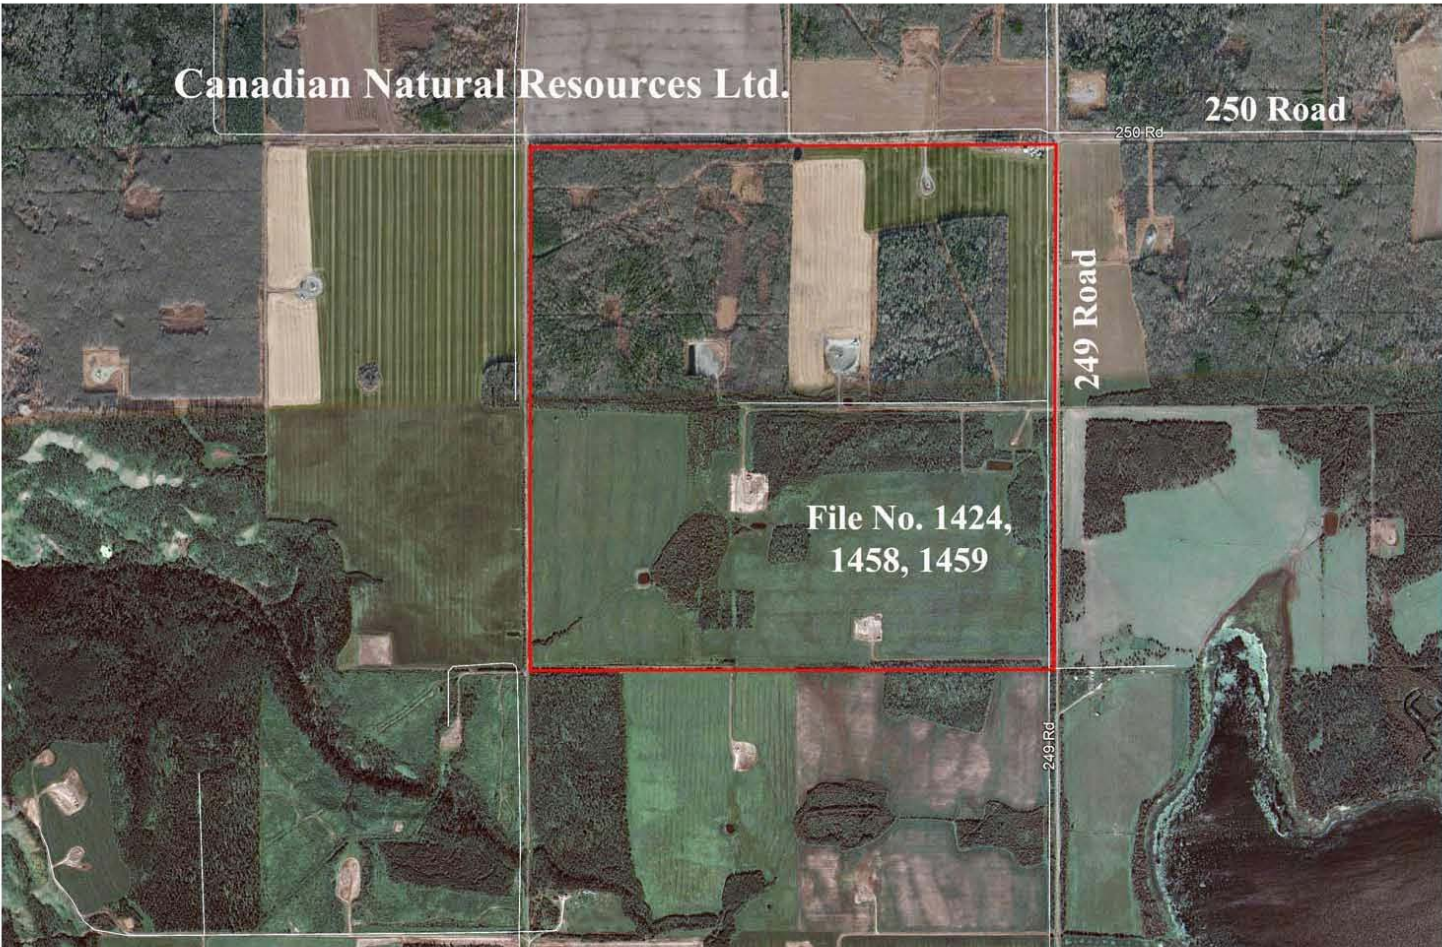 Canadian Natural Resources Ltd.
250 Road
250 Rd
249 Road
File No. 1424,
1458, 1459
249 Rd